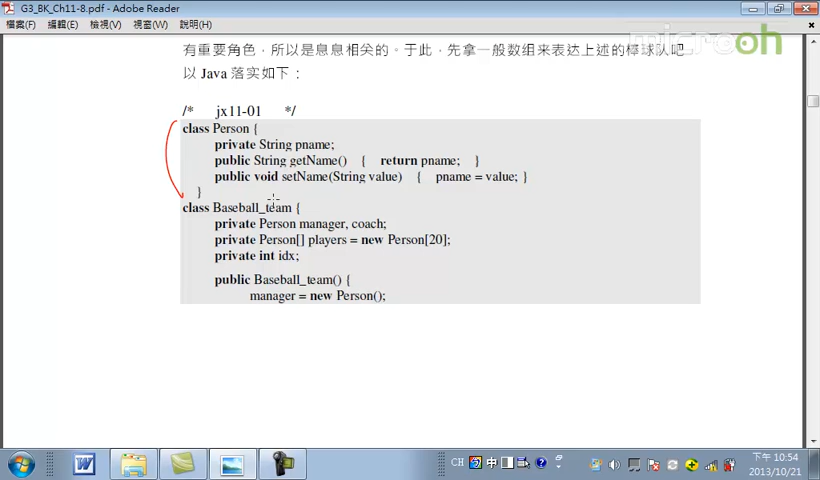 G3_BK_Ch11-8.pdf - Adobe Reader
檔案(F) 編輯(E) 檢視(V) 視窗(W) 說明(H)
microoh
有重要角色，所以是息息相关的。于此，先拿一般数组来表达上述的棒球队吧
以 Java 落实如下：
/* jx11-01 */
class Person {
private String pname;
public String getName() { return pname; }
public void setName(String value) { pname = value; }
}
class Baseball_team {
private Person manager, coach;
private Person[] players = new Person[20];
private int idx;
public Baseball_team() {
manager = new Person();
CH 中
下午 10:54
2013/10/21